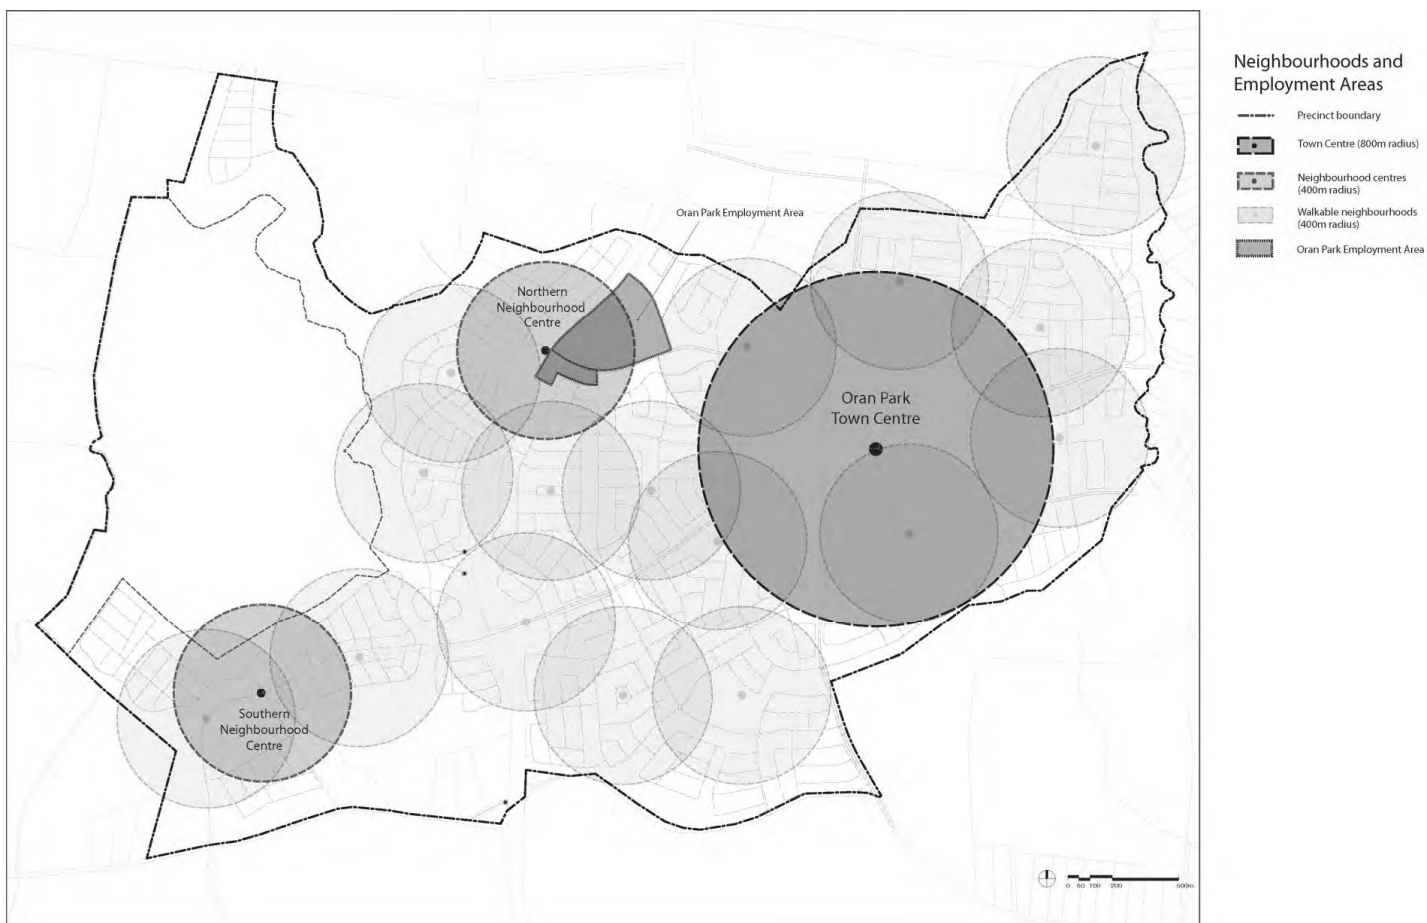 Neighbourhoods and
Employment Areas
Precinct boundary
Town Centre (800m radius)
Neighbourhood centres
(400m radius)
Walkable neighbourhoods
(400m radius)
Oran Park Employment Area
Oran Park Employment Area
Northern
Neighbourhood
Centre
Oran Park
Town Centre
Southern
Neighbourhood
Centre
0 50 100 200 500m